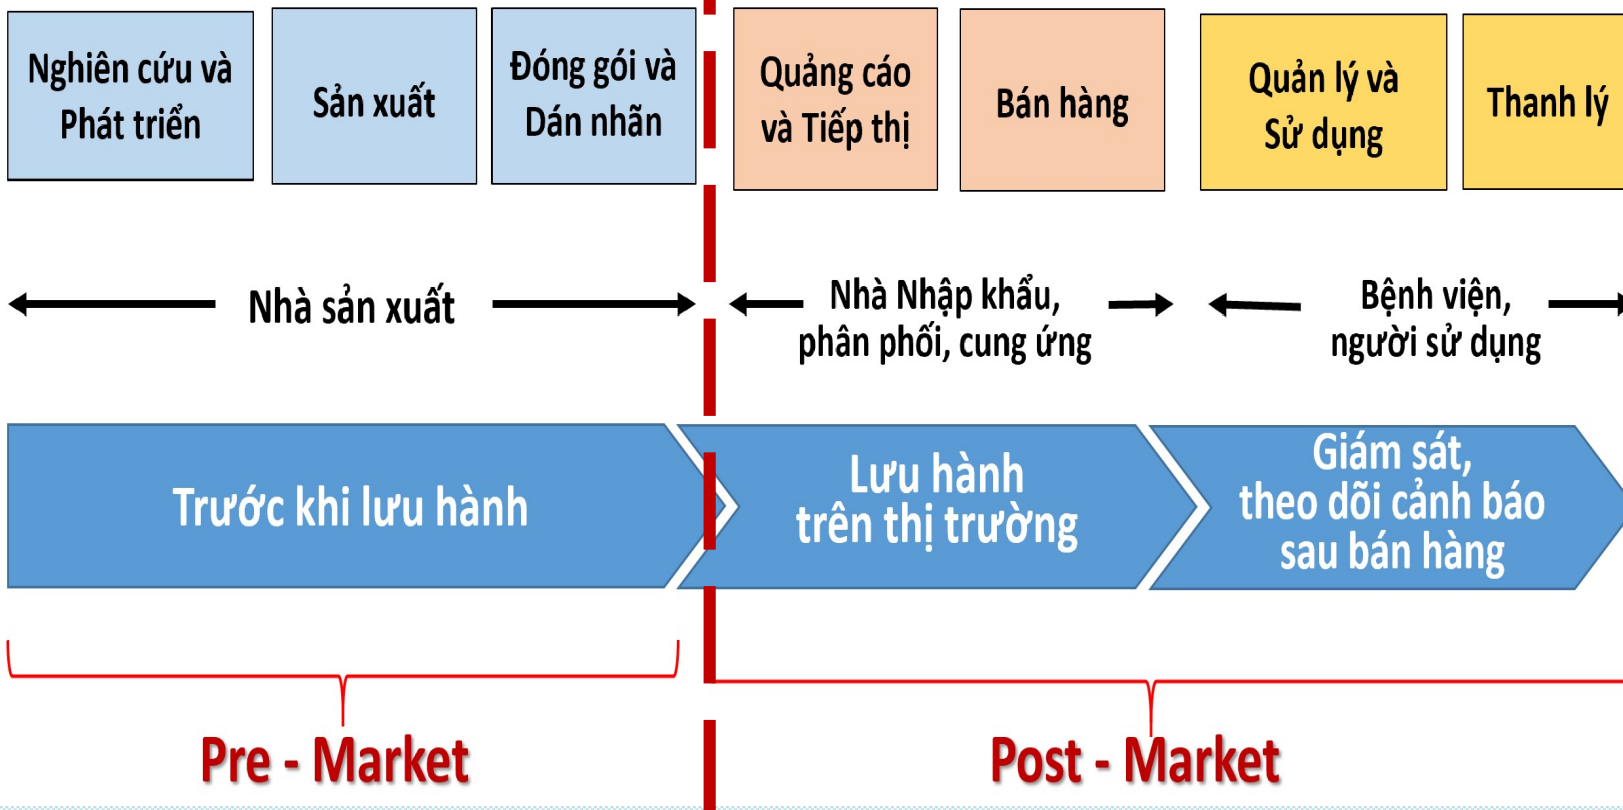 Nghiên cứu và
Phát triển
Sản xuất
Đóng gói và
Dán nhãn
Quảng cáo
và Tiếp thị
Bán hàng
Quản lý và
Sử dụng
Thanh lý
Nhà sản xuất
Nhà Nhập khẩu,
phân phối, cung ứng
Bệnh viện,
người sử dụng
Trước khi lưu hành
Lưu hành
trên thị trường
Giám sát,
theo dõi cảnh báo
sau bán hàng
Pre - Market
Post - Market